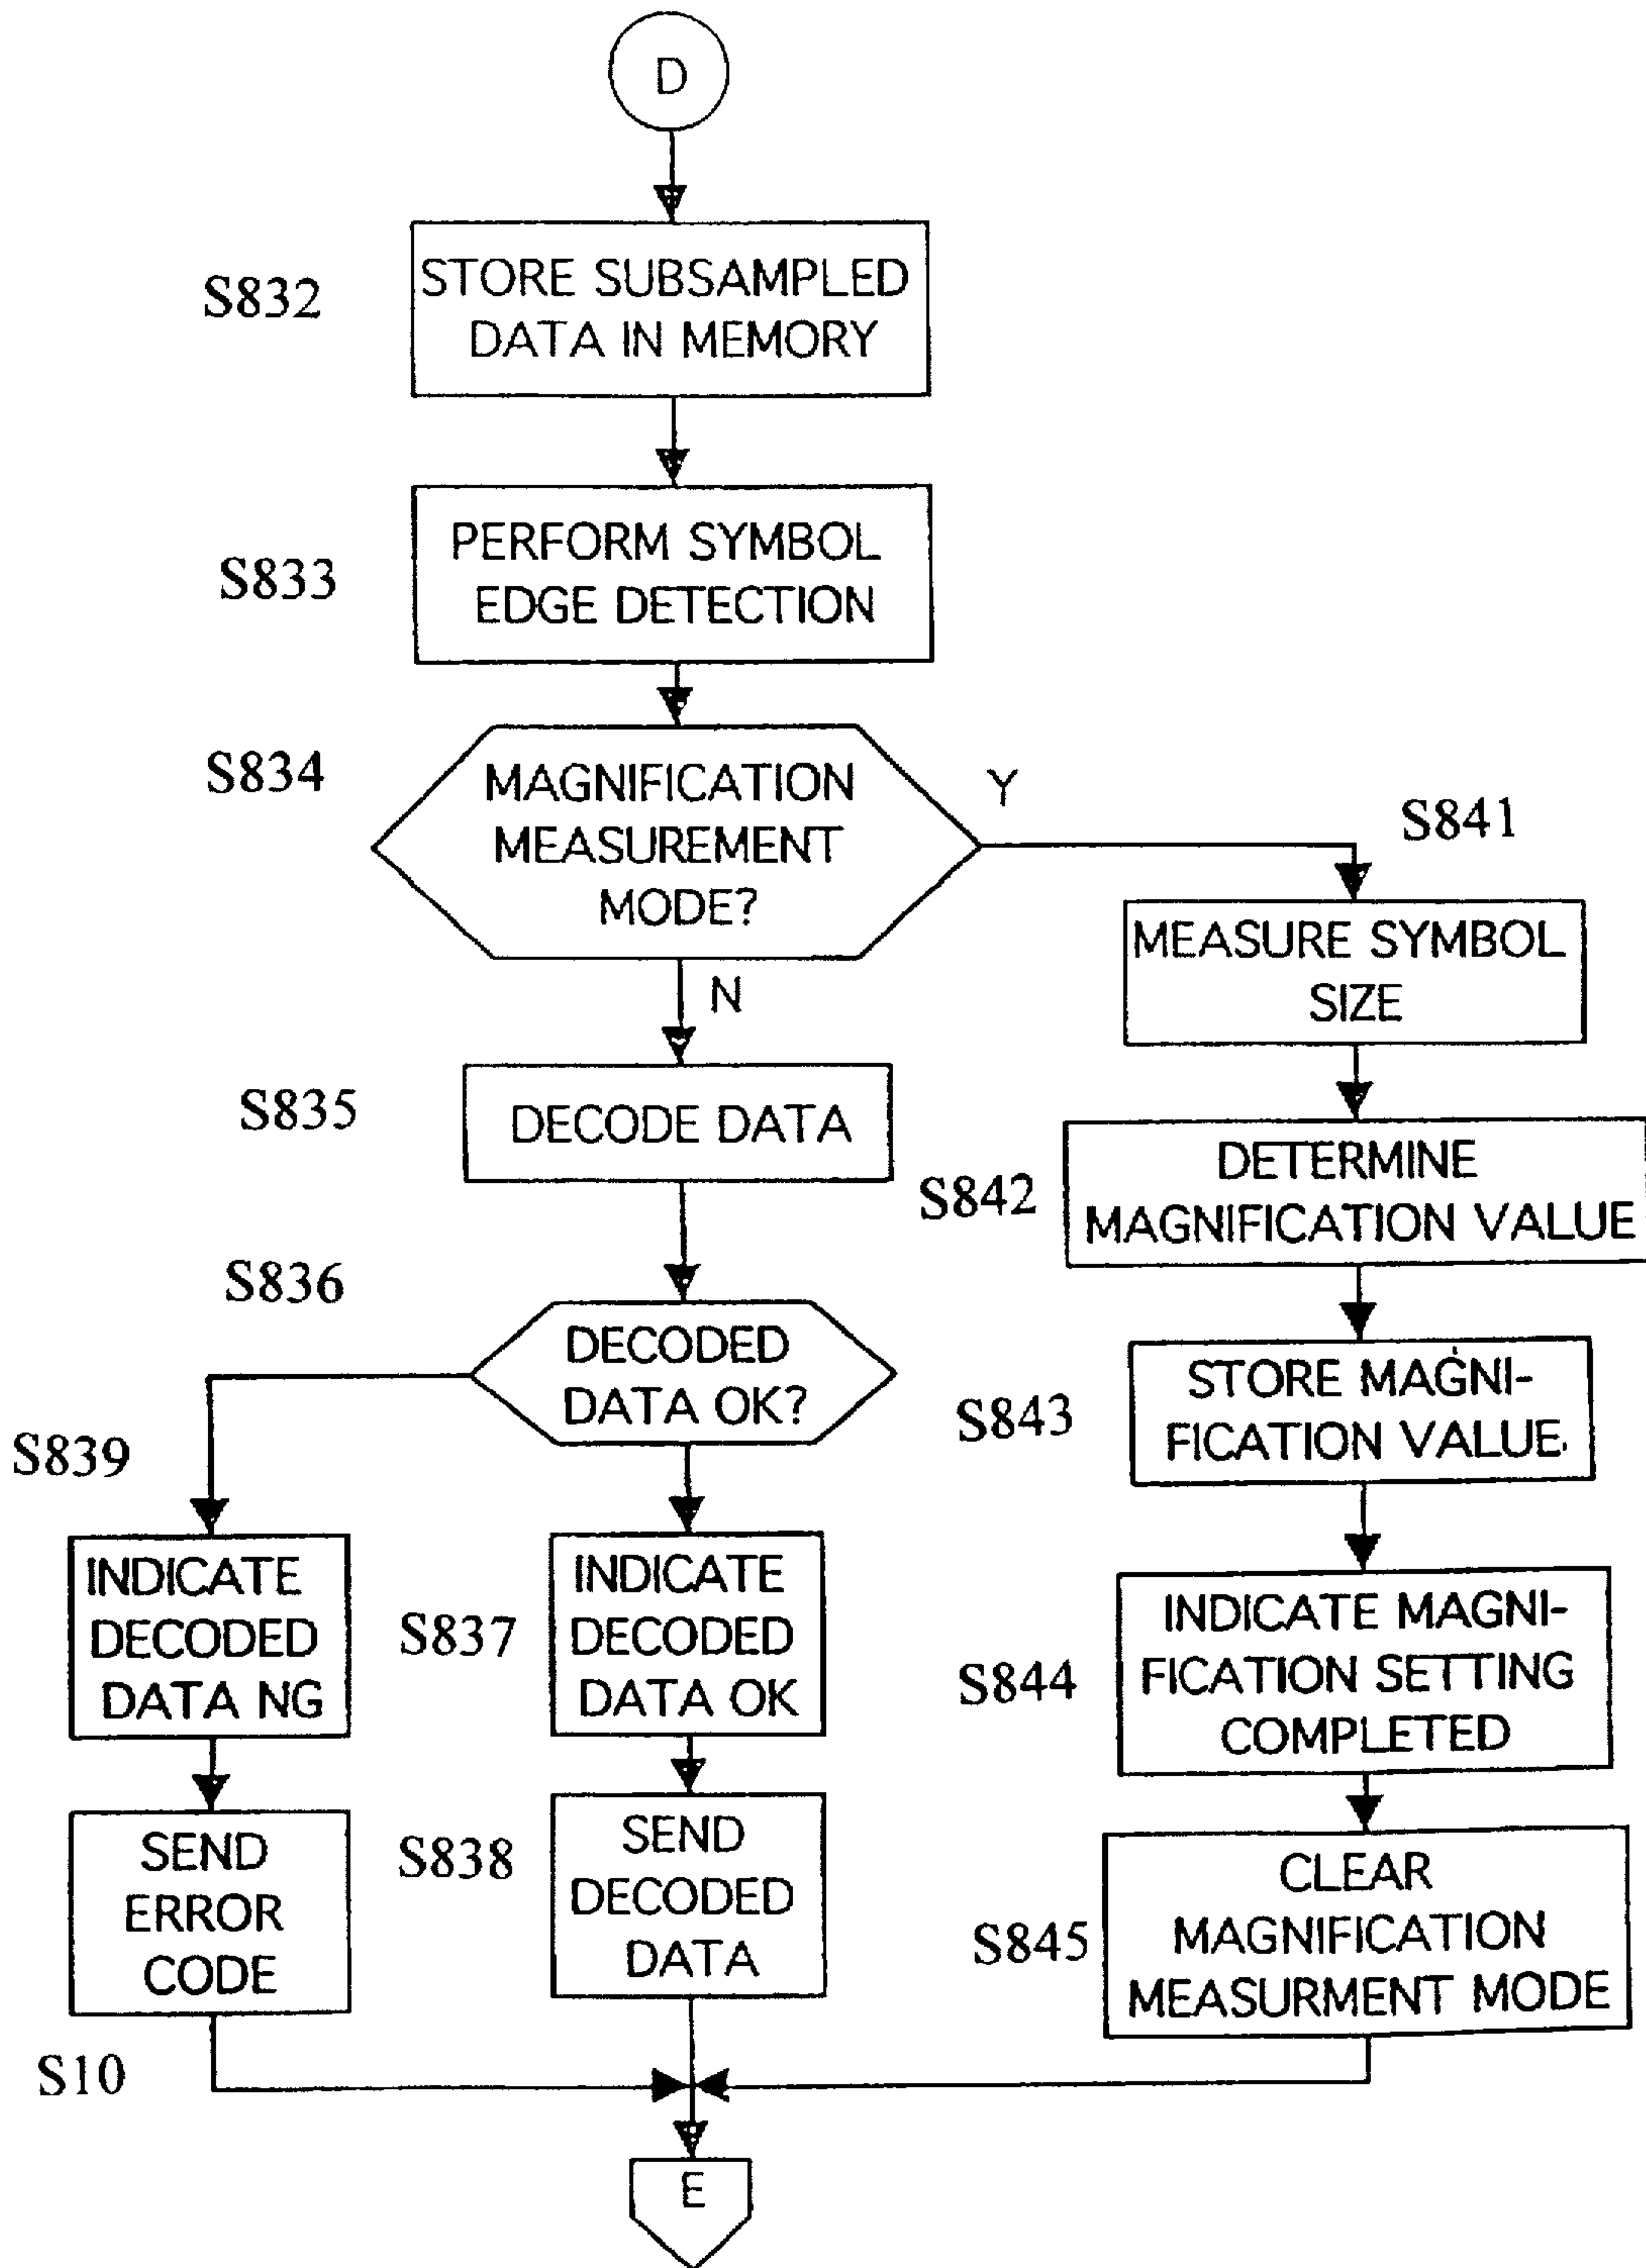 D
S832
STORE SUBSAMPLED
DATA IN MEMORY
S833
PERFORM SYMBOL
EDGE DETECTION
S834
MAGNIFICATION
MEASUREMENT
MODE?
Y
N
S841
MEASURE SYMBOL
SIZE
S835
DECODE DATA
S842
DETERMINE
MAGNIFICATION VALUE
S836
DECODED
DATA OK?
S843
STORE MAGNI-
FICATION VALUE
S839
INDICATE
DECODED
DATA NG
S837
INDICATE
DECODED
DATA OK
S844
INDICATE MAGNI-
FICATION SETTING
COMPLETED
SEND
ERROR
CODE
S838
SEND
DECODED
DATA
S845
CLEAR
MAGNIFICATION
MEASURMENT MODE
S10
E